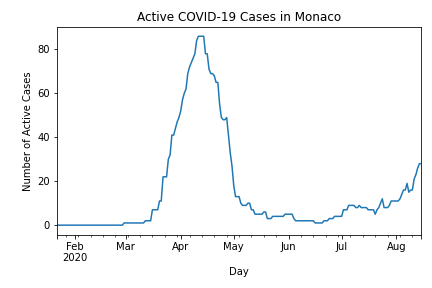 Active COVID-19 Cases in Monaco
Number of Active Cases
80
60
40
20
0
Feb Mar Apr May Jun Jul Aug
2020
Day